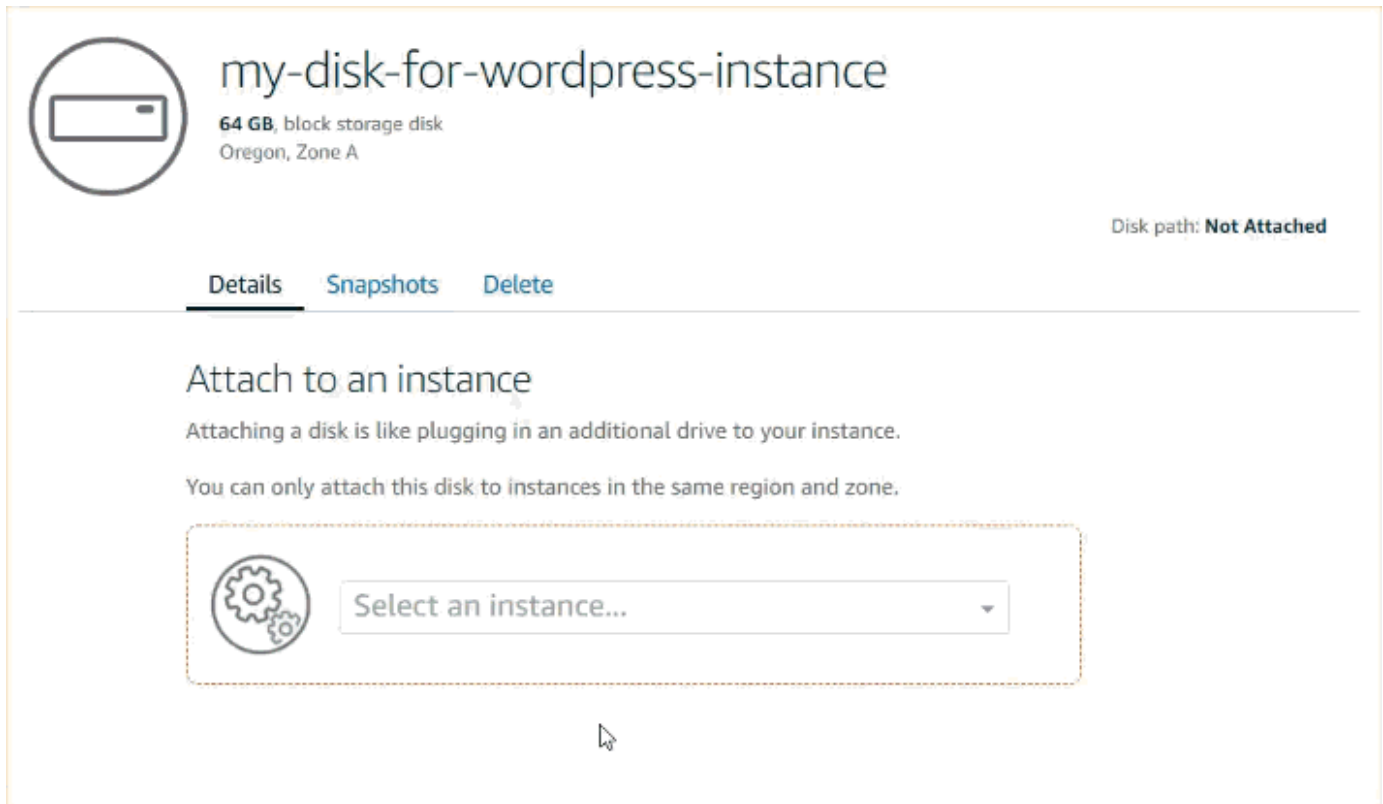 my-disk-for-wordpress-instance
64 GB, block storage disk
Oregon, Zone A
Disk path: Not Attached
Details Snapshots Delete
Attach to an instance
Attaching a disk is like plugging in an additional drive to your instance.
You can only attach this disk to instances in the same region and zone.
Select an instance...